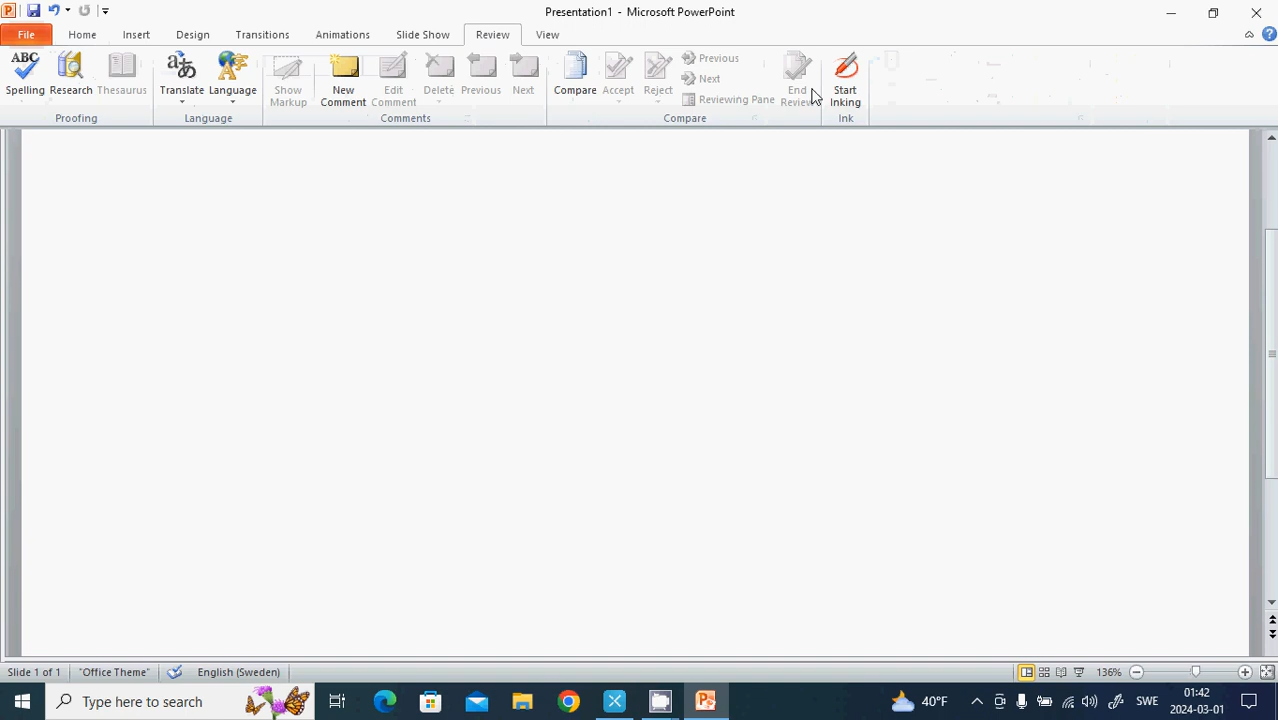 Presentation1 - Microsoft PowerPoint
File Home Insert Design Transitions Animations Slide Show Review View
ABC
Spelling Research Thesaurus
Translate Language
Show Markup
New Comment
Edit Comment
Delete Previous Next
Compare Accept Reject
Previous
Next
Reviewing Pane
End Review
Start Inking
Proofing Language Comments Compare Ink
Slide 1 of 1 "Office Theme" English (Sweden) 136%
Type here to search
40°F SWE
01:42
2024-03-01